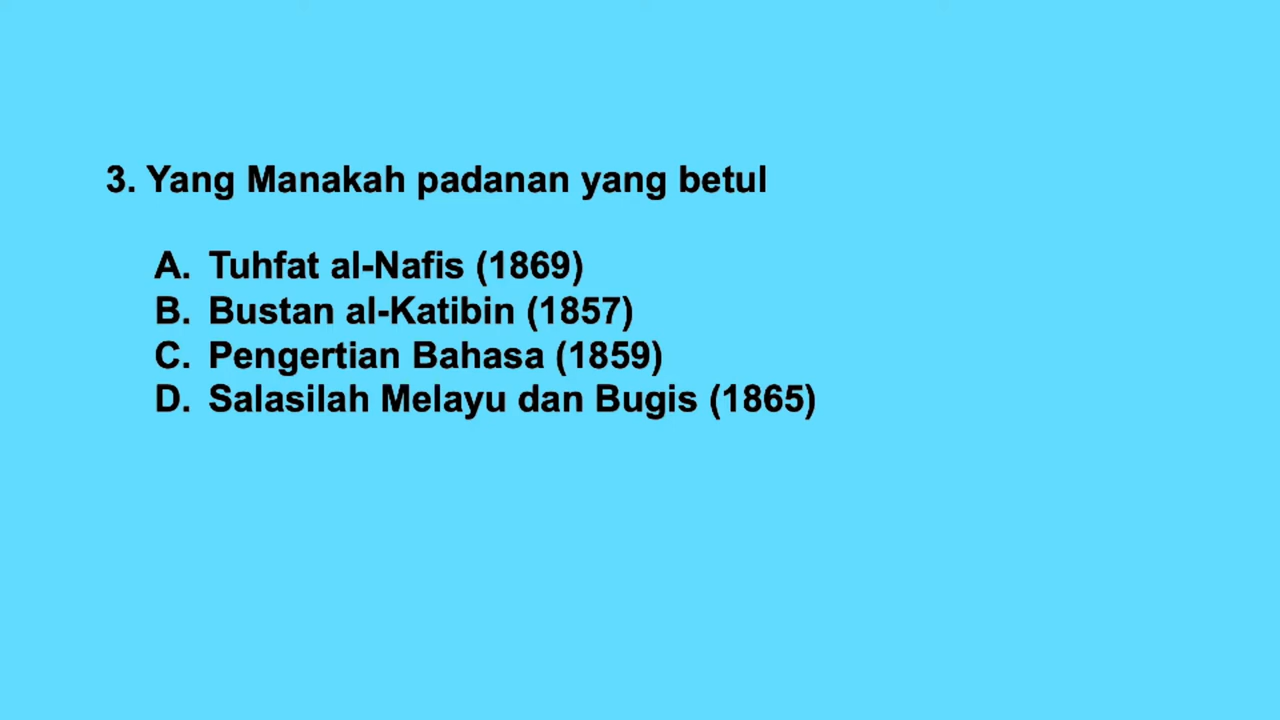 3. Yang Manakah padanan yang betul
A. Tuhfat al-Nafis (1869)
B. Bustan al-Katibin (1857)
C. Pengertian Bahasa (1859)
D. Salasilah Melayu dan Bugis (1865)